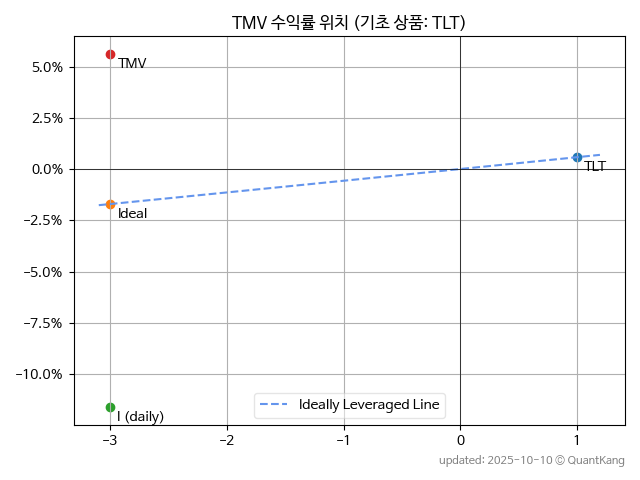 TMV 수익률 위치 (기초 상품: TLT)
5.0%
2.5%
0.0%
−2.5%
−5.0%
−7.5%
−10.0%
TMV
TLT
Ideal
I (daily)
Ideally Leveraged Line
−3
−2
−1
0
1
updated: 2025-10-10 © QuantKang